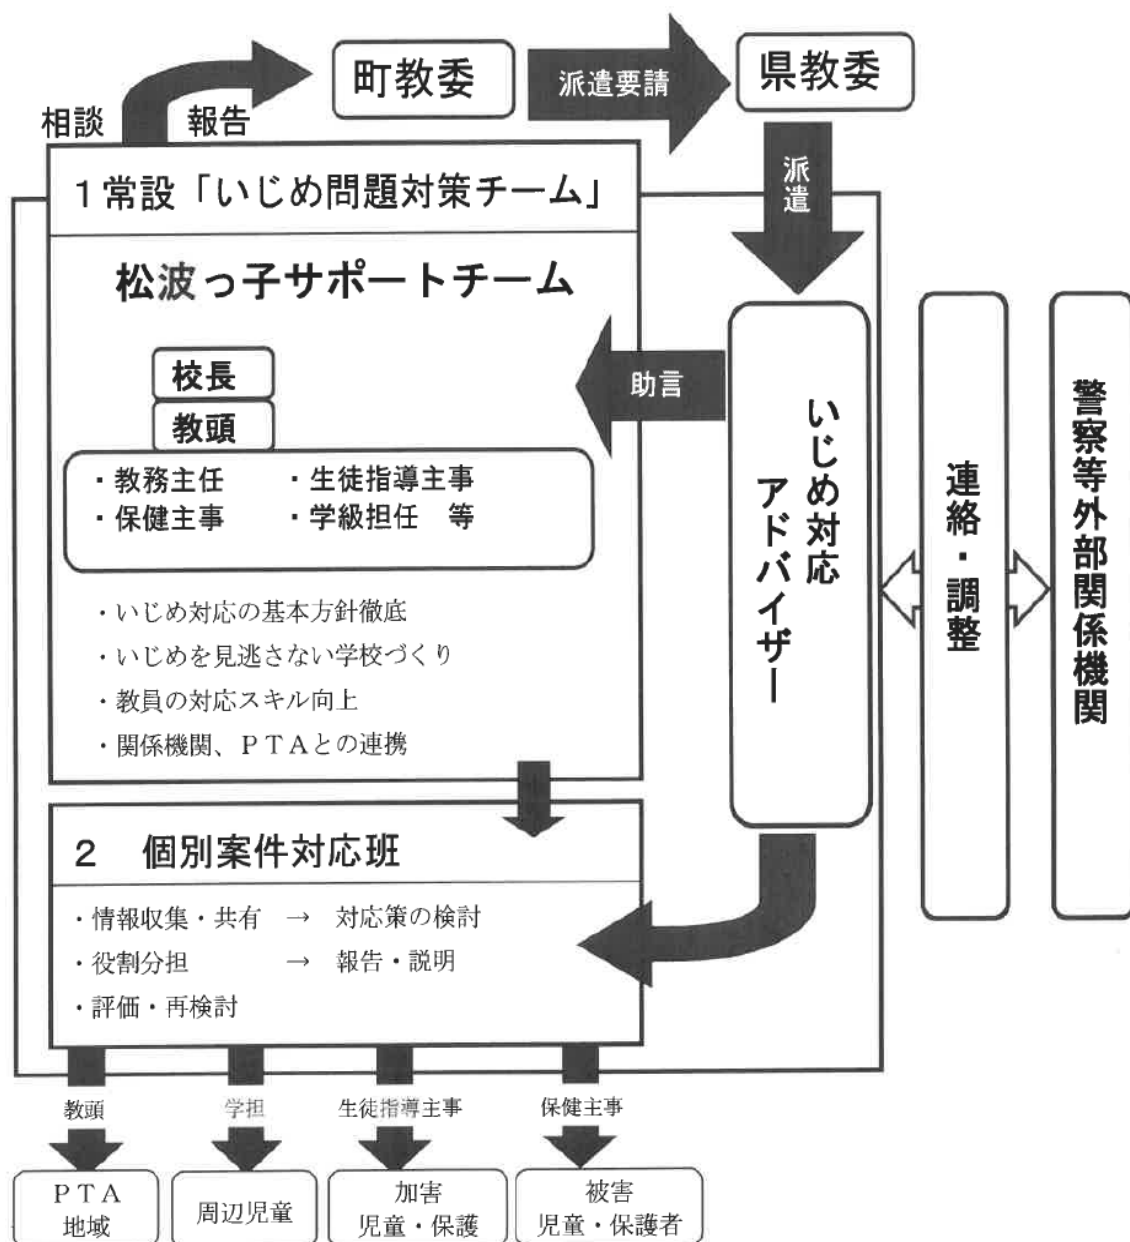 町教委
派遣要請
県教委
相談
報告
派遣
1常設「いじめ問題対策チーム」
松波っ子サポートチーム
校長
教頭
・教務主任 ・生徒指導主事
・保健主事 ・学級担任 等
助言
いじめ対応
アドバイザー
連絡・調整
警察等外部関係機関
・いじめ対応の基本方針徹底
・いじめを見逃さない学校づくり
・教員の対応スキル向上
・関係機関、PTAとの連携
2 個別案件対応班
・情報収集・共有 → 対応策の検討
・役割分担 → 報告・説明
・評価・再検討
教頭
学担
生徒指導主事
保健主事
PTA
地域
周辺児童
加害
児童・保護
被害
児童・保護者